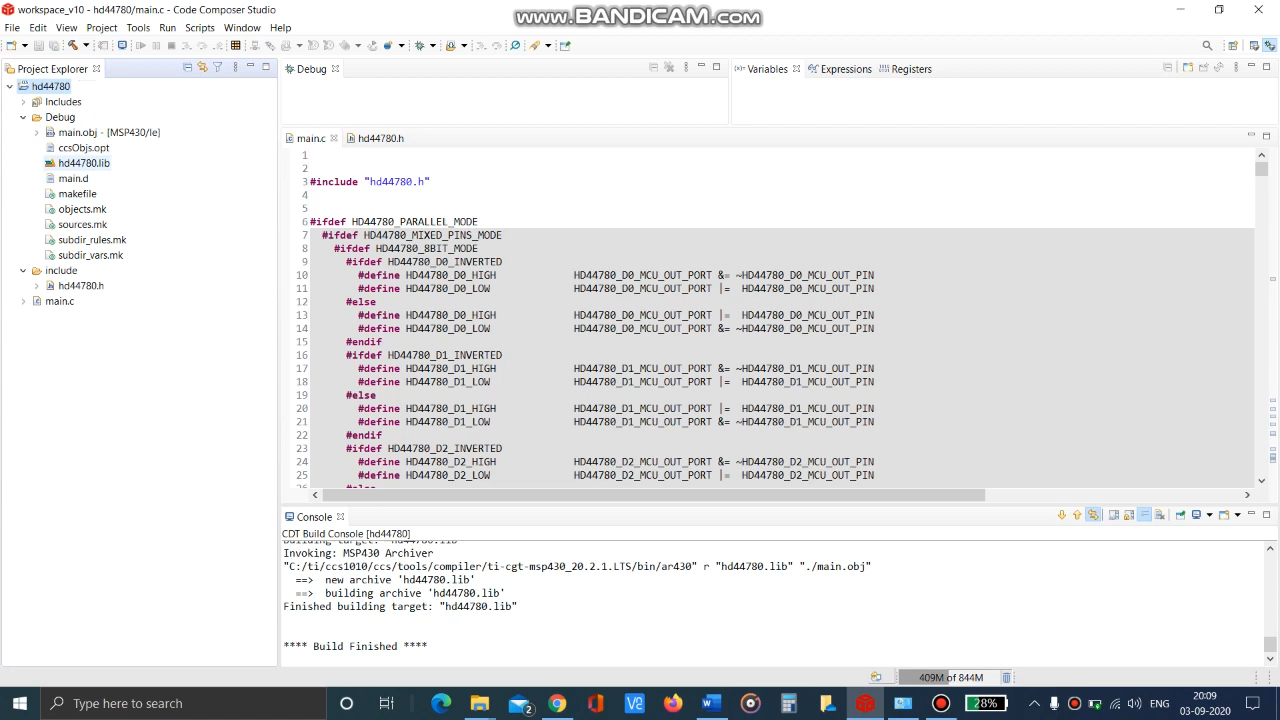 workspace_v10 - hd44780/main.c - Code Composer Studio
www.BANDICAM.com
File Edit View Project Tools Run Scripts Window Help
Project Explorer
hd44780
Includes
Debug
main.obj - [MSP430/le]
ccsObjs.opt
hd44780.lib
main.d
makefile
objects.mk
sources.mk
subdir_rules.mk
subdir_vars.mk
include
hd44780.h
main.c
Debug
Variables Expressions Registers
main.c hd44780.h
1
2
3 #include "hd44780.h"
4
5
6 #ifdef HD44780_PARALLEL_MODE
7 #ifdef HD44780_MIXED_PINS_MODE
8 #ifdef HD44780_8BIT_MODE
9 #ifdef HD44780_D0_INVERTED
10 #define HD44780_D0_HIGH HD44780_D0_MCU_OUT_PORT &= ~HD44780_D0_MCU_OUT_PIN
11 #define HD44780_D0_LOW HD44780_D0_MCU_OUT_PORT |= HD44780_D0_MCU_OUT_PIN
12 #else
13 #define HD44780_D0_HIGH HD44780_D0_MCU_OUT_PORT |= HD44780_D0_MCU_OUT_PIN
14 #define HD44780_D0_LOW HD44780_D0_MCU_OUT_PORT &= ~HD44780_D0_MCU_OUT_PIN
15 #endif
16 #ifdef HD44780_D1_INVERTED
17 #define HD44780_D1_HIGH HD44780_D1_MCU_OUT_PORT &= ~HD44780_D1_MCU_OUT_PIN
18 #define HD44780_D1_LOW HD44780_D1_MCU_OUT_PORT |= HD44780_D1_MCU_OUT_PIN
19 #else
20 #define HD44780_D1_HIGH HD44780_D1_MCU_OUT_PORT |= HD44780_D1_MCU_OUT_PIN
21 #define HD44780_D1_LOW HD44780_D1_MCU_OUT_PORT &= ~HD44780_D1_MCU_OUT_PIN
22 #endif
23 #ifdef HD44780_D2_INVERTED
24 #define HD44780_D2_HIGH HD44780_D2_MCU_OUT_PORT &= ~HD44780_D2_MCU_OUT_PIN
25 #define HD44780_D2_LOW HD44780_D2_MCU_OUT_PORT |= HD44780_D2_MCU_OUT_PIN
26 #else
Console
CDT Build Console [hd44780]
Building target: "hd44780.lib"
Invoking: MSP430 Archiver
"C:/ti/ccs1010/ccs/tools/compiler/ti-cgt-msp430_20.2.1.LTS/bin/ar430" r "hd44780.lib" "./main.obj"
==> new archive 'hd44780.lib'
==> building archive 'hd44780.lib'
Finished building target: "hd44780.lib"
**** Build Finished ****
409M of 844M
Type here to search
2
28%
ENG
20:09
03-09-2020